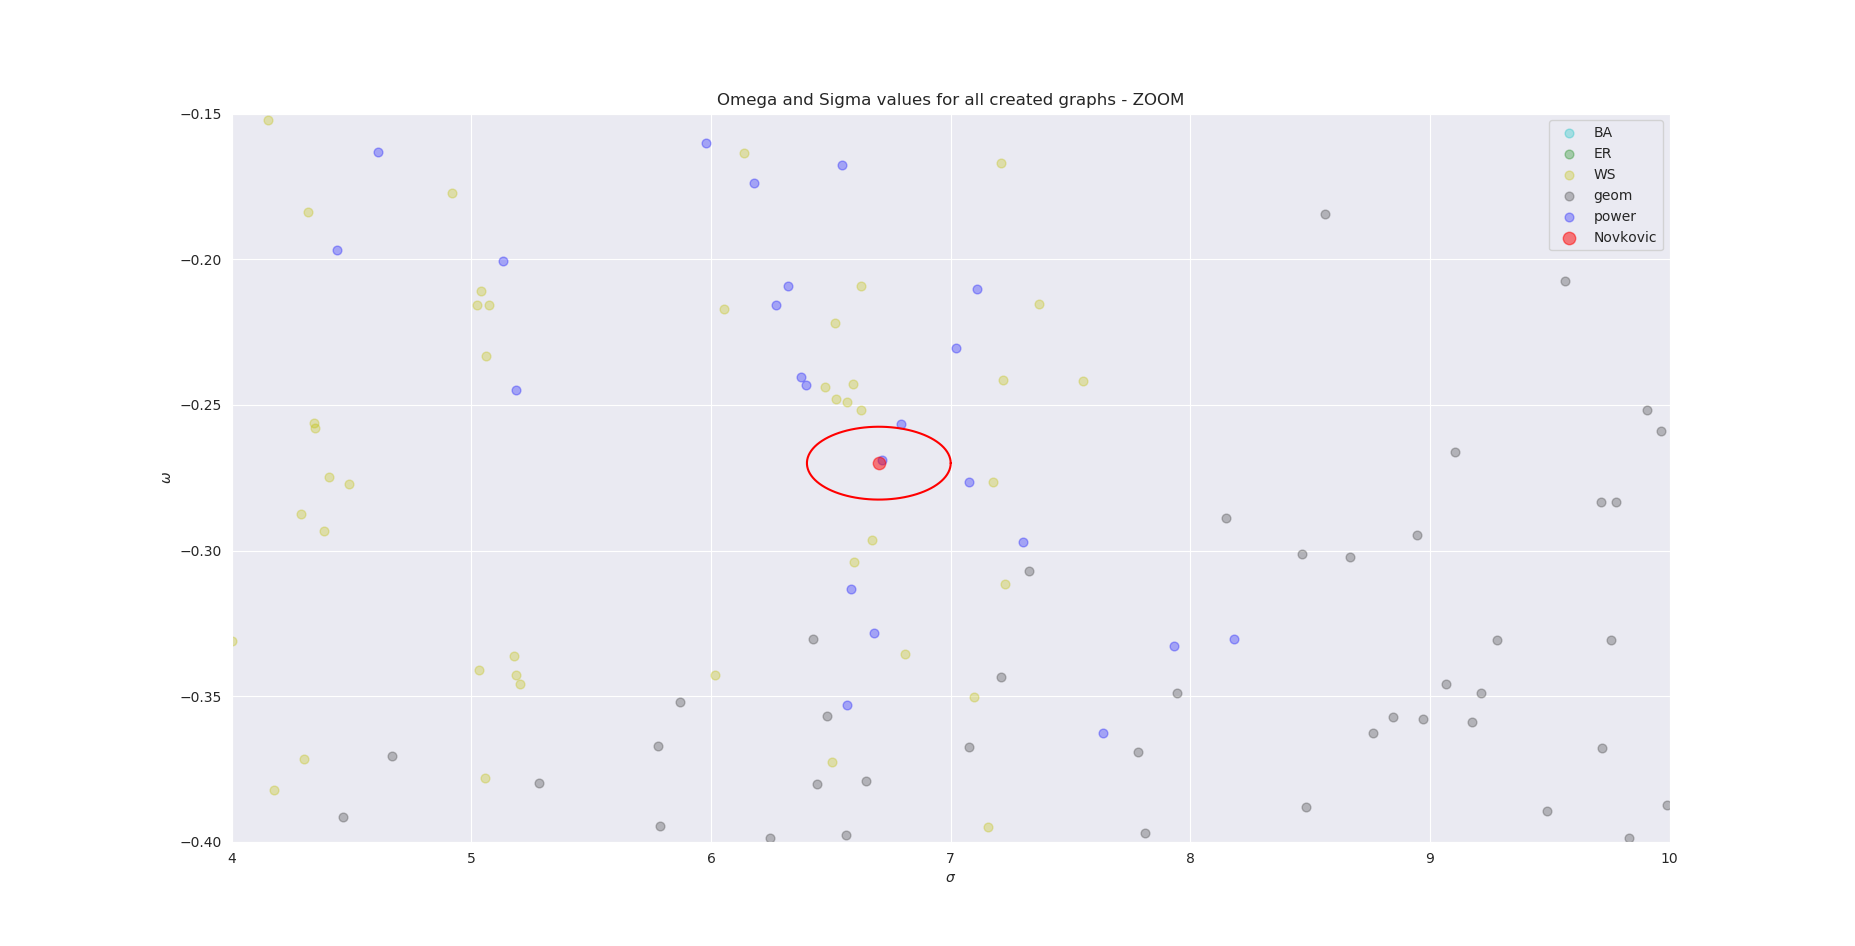 Omega and Sigma values for all created graphs - ZOOM
−0.15
−0.20
−0.25
−0.30
−0.35
−0.40
ω
4 5 6 7 8 9 10
σ
BA
ER
WS
geom
power
Novkovic